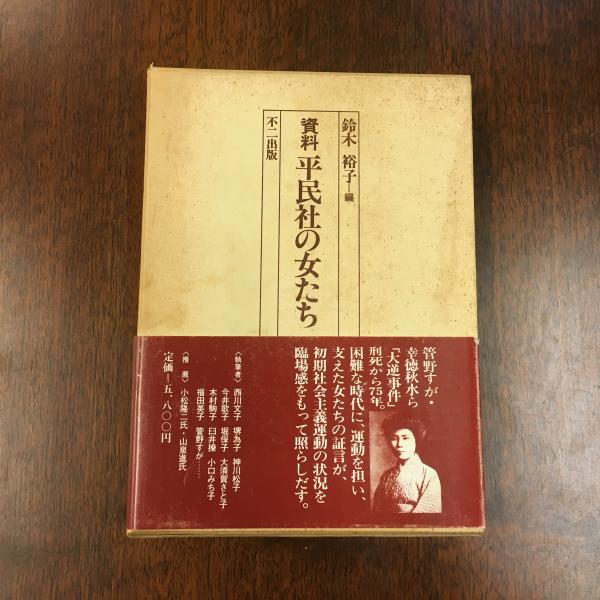 鈴木 裕子―編
資料 平民社の女たち
不二出版
管野すが・
幸徳秋水ら
「大逆事件」
刑死から75年。
困難な時代に、運動を担い、
支えた女たちの証言が、
初期社会主義運動の状況を
臨場感をもって照らしだす。
〈執筆者〉 西川文子 堺為子 神川松子
今井歌子 堀保子 大須賀さと子
木村駒子 臼井操 小口みち子
福田英子 管野すが……
〈推薦〉 小松隆二氏・山泉進氏
定価―五、八〇〇円